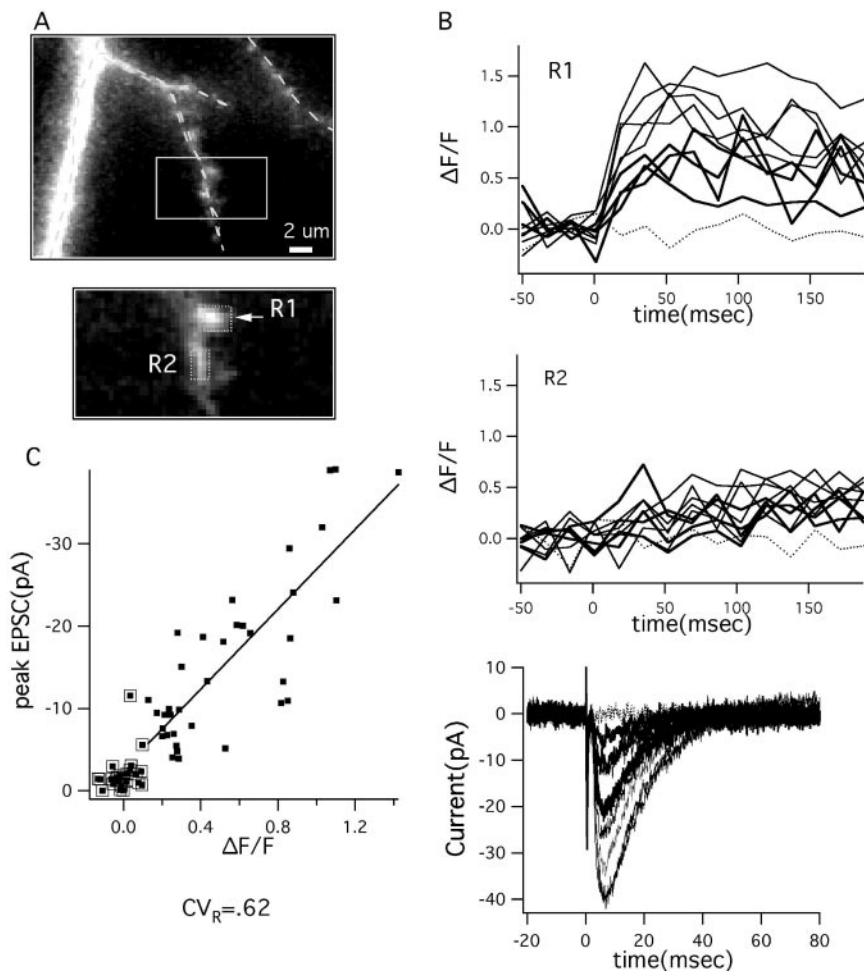 A
2 um
R1
R2
B
R1
ΔF/F
1.5
1.0
0.5
0.0
-50
0
50
100
150
time(msec)
R2
ΔF/F
1.5
1.0
0.5
0.0
-50
0
50
100
150
time(msec)
C
peak EPSC(pA)
-30
-20
-10
0
0.0
0.4
0.8
1.2
ΔF/F
CV_R=.62
Current(pA)
10
0
-10
-20
-30
-40
-20
0
20
40
60
80
time(msec)